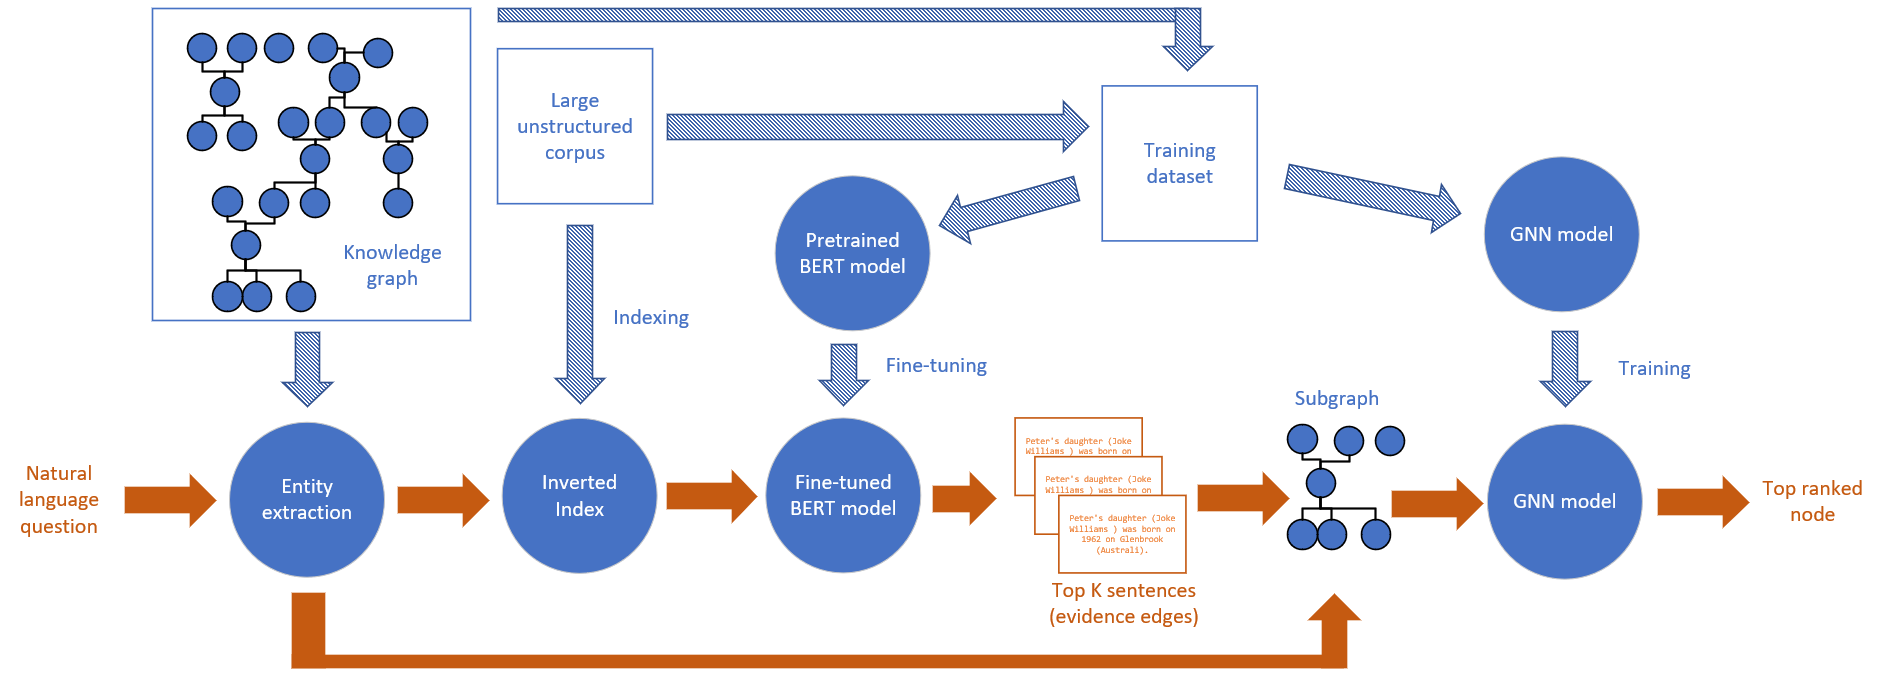 Large
unstructured
corpus
Training
dataset
Knowledge
graph
Pretrained
BERT model
GNN model
Indexing
Fine-tuning
Training
Subgraph
Natural
language
question
Entity
extraction
Inverted
Index
Fine-tuned
BERT model
Peter's daughter (Joke
Williams ) was born on
Peter's daughter (Joke
Williams ) was born on
Peter's daughter (Joke
Williams ) was born on
1962 on Glenbrook
(Australi).
Top K sentences
(evidence edges)
GNN model
Top ranked
node